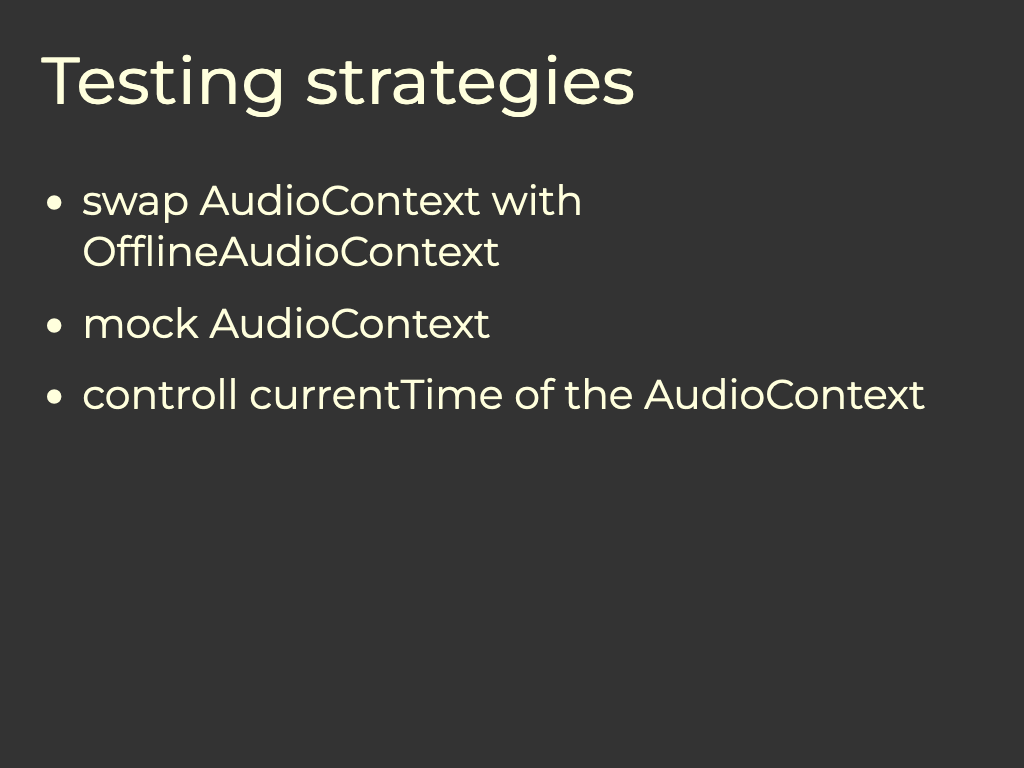 Testing strategies
• swap AudioContext with
OfflineAudioContext
• mock AudioContext
• controll currentTime of the AudioContext